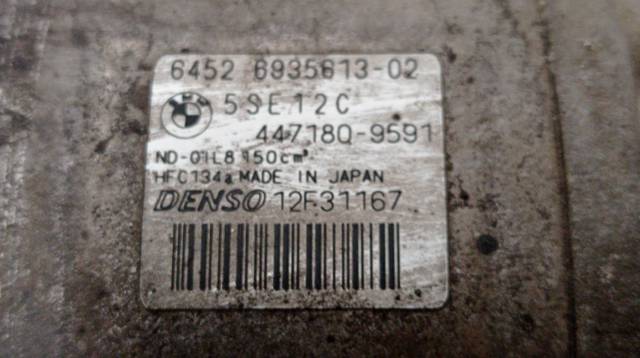 6452 6935613-02
5SE12C
447180-9591
ND-OIL8 150cm³
HFC134a MADE IN JAPAN
DENSO 12F31167